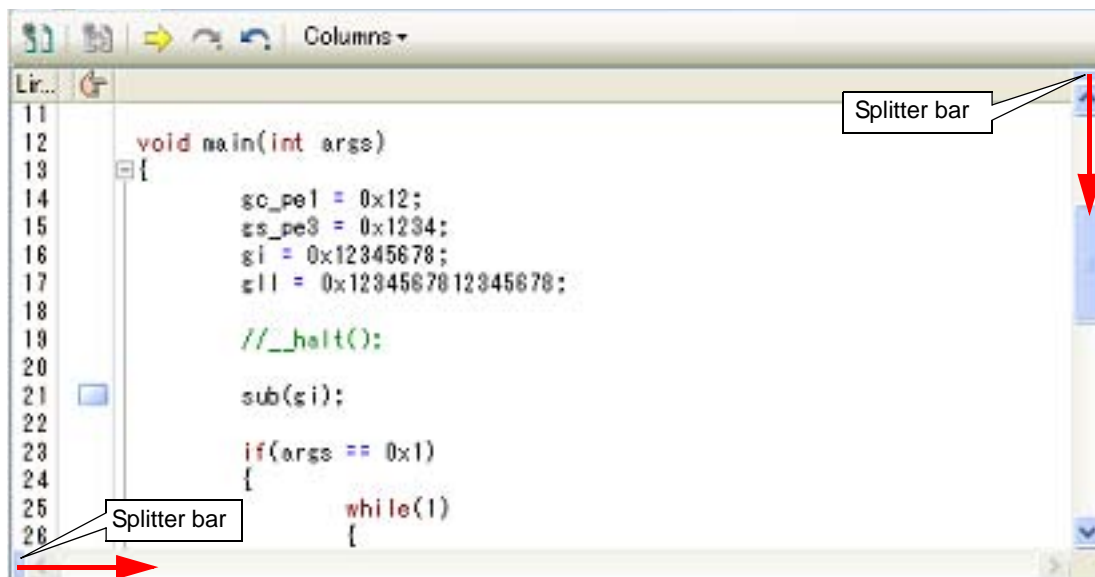 Columns
Lir...
Splitter bar
11
12 void main(int args)
13 {
14 gc_pe1 = 0x12;
15 gs_pe3 = 0x1234;
16 gi = 0x12345678;
17 gll = 0x1234567812345678;
18
19 //__halt();
20
21 sub(gi);
22
23 if(args == 0x1)
24 {
25 while(1)
26 {
Splitter bar